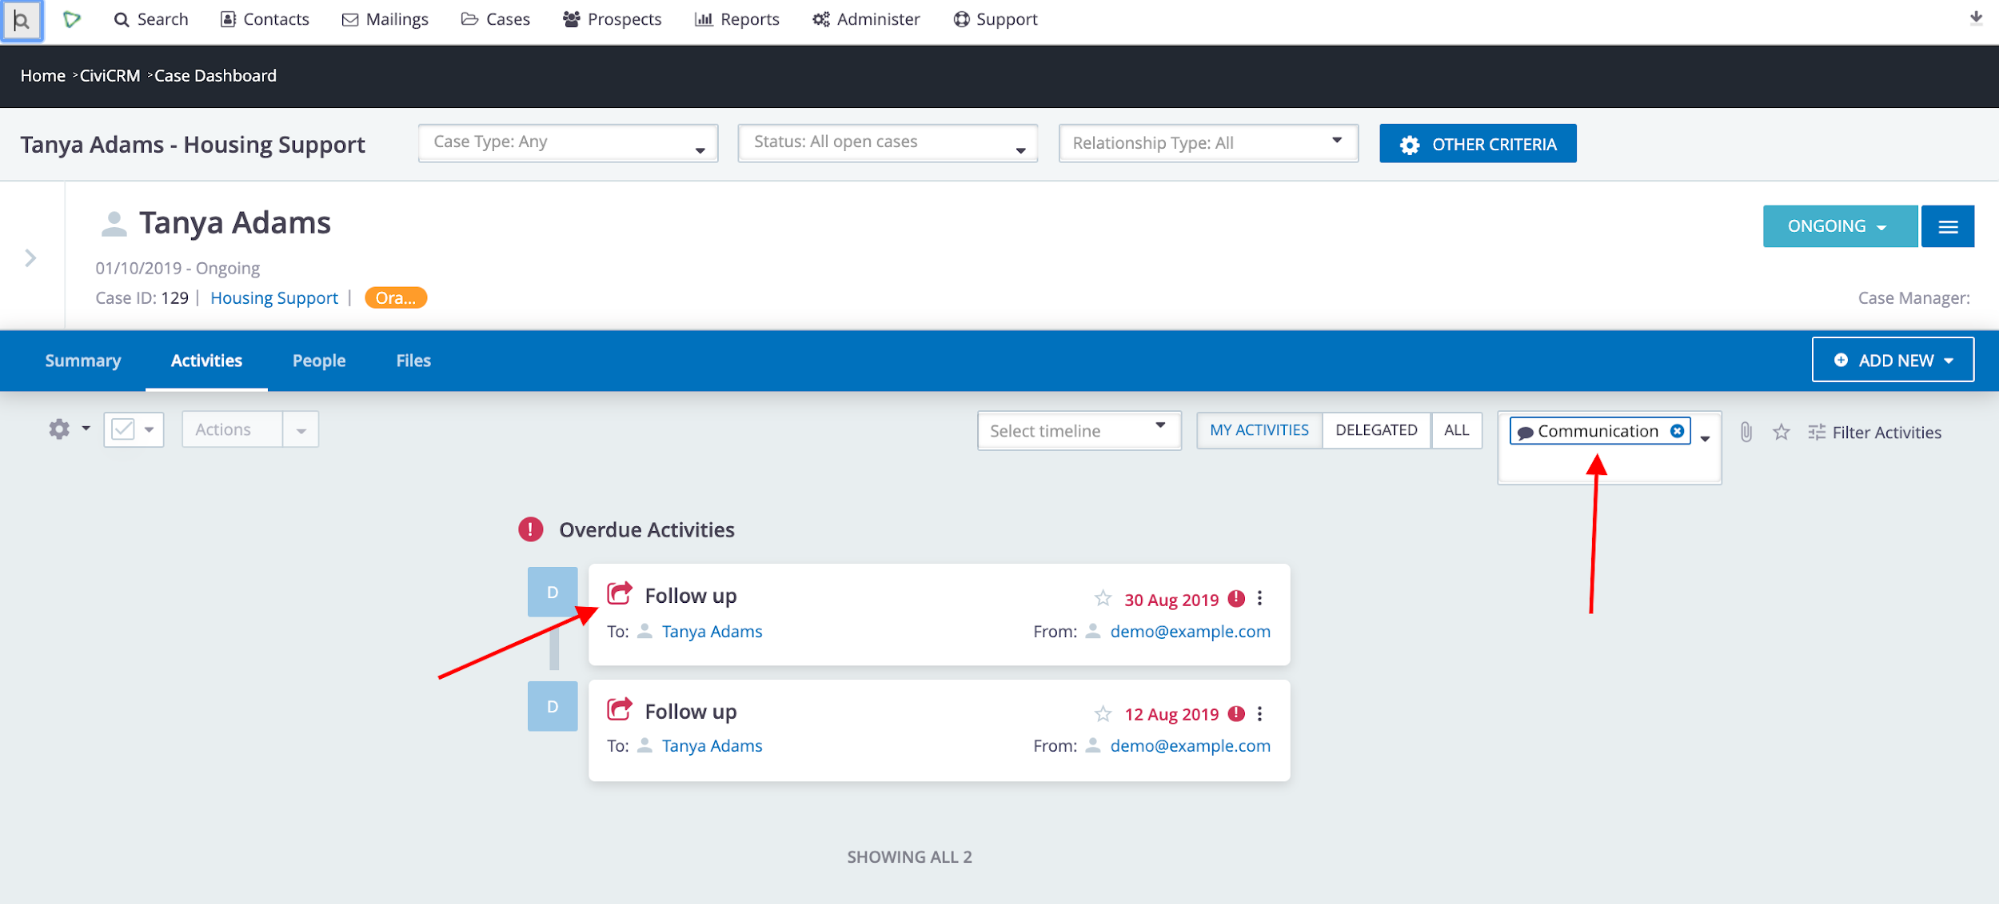 Search Contacts Mailings Cases Prospects Reports Administer Support
Home > CiviCRM > Case Dashboard
Tanya Adams - Housing Support Case Type: Any Status: All open cases Relationship Type: All OTHER CRITERIA
Tanya Adams
ONGOING
01/10/2019 - Ongoing
Case ID: 129 | Housing Support | Ora...
Case Manager:
Summary Activities People Files ADD NEW
Actions Select timeline MY ACTIVITIES DELEGATED ALL Communication Filter Activities
Overdue Activities
D Follow up 30 Aug 2019
To: Tanya Adams From: demo@example.com
D Follow up 12 Aug 2019
To: Tanya Adams From: demo@example.com
SHOWING ALL 2